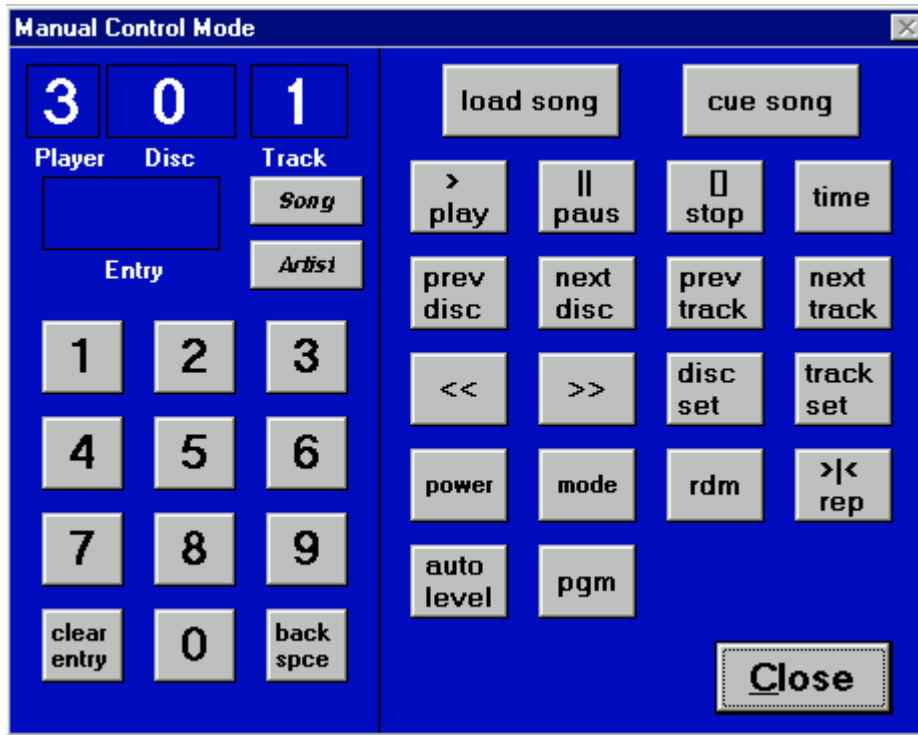 Manual Control Mode
3 0 1
Player Disc Track
Song
Artist
Entry
1 2 3
4 5 6
7 8 9
clear
entry
0
back
spce
load song
cue song
>
play
||
paus
[]
stop
time
prev
disc
next
disc
prev
track
next
track
<<
>>
disc
set
track
set
power
mode
rdm
>|<
rep
auto
level
pgm
Close